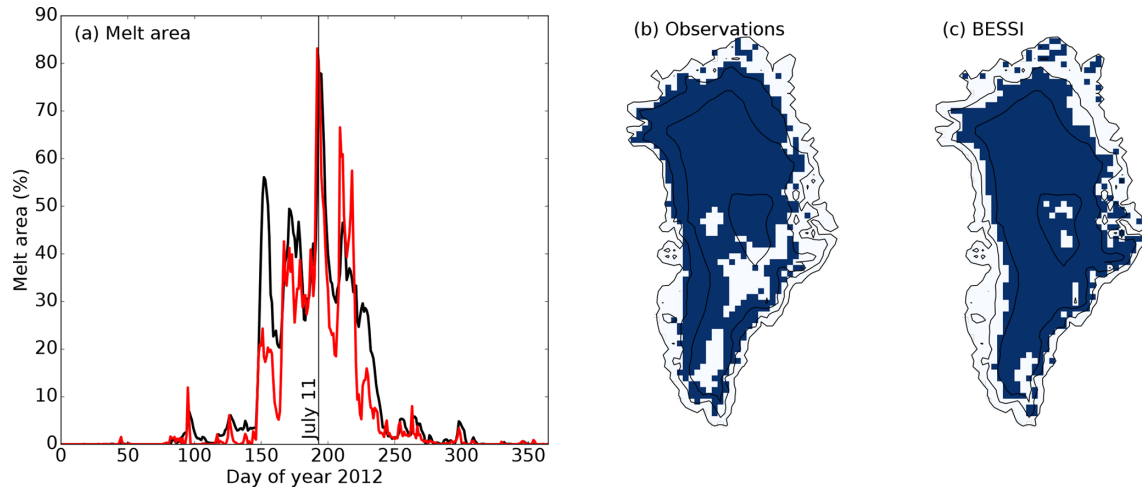 (a) Melt area
Melt area (%)
90
80
70
60
50
40
30
20
10
0
July 11
0 50 100 150 200 250 300 350
Day of year 2012
(b) Observations
(c) BESSI